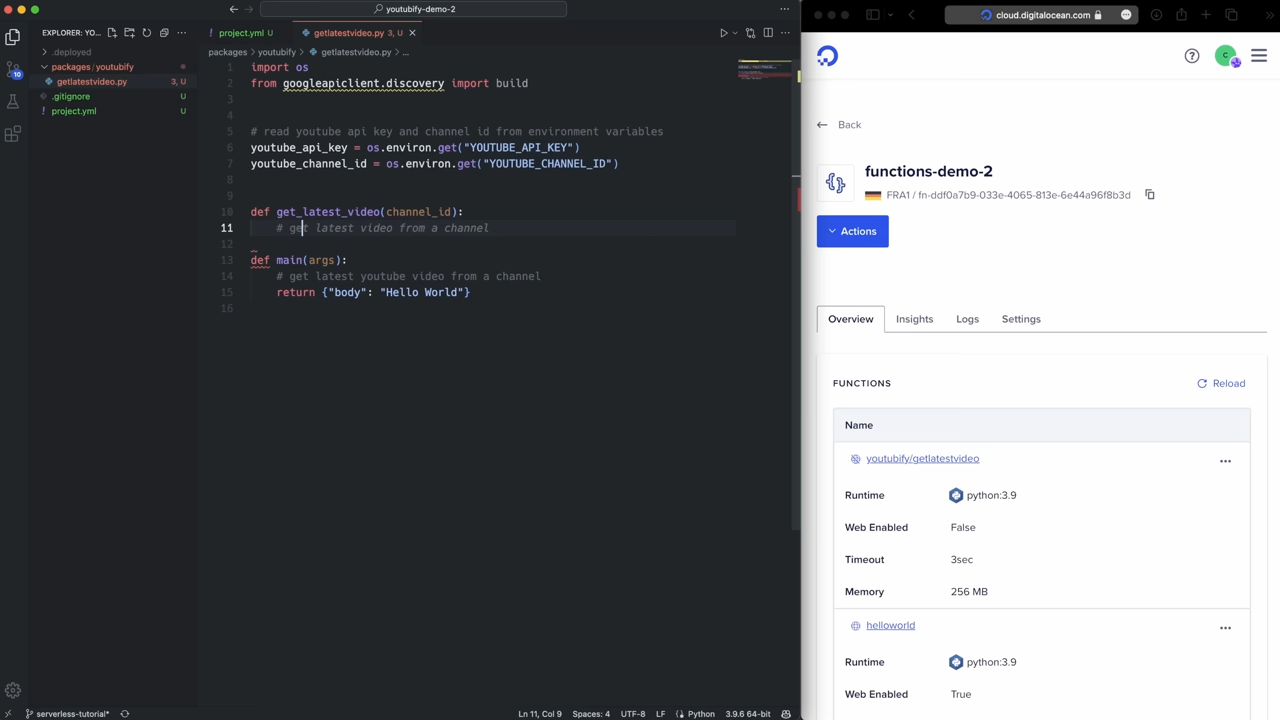 youtubify-demo-2
EXPLORER: YO...
project.yml U
getlatestvideo.py 3, U
packages > youtubify > getlatestvideo.py > ...
.deployed
packages/youtubify
getlatestvideo.py 3, U
.gitignore U
project.yml U
10
1 import os
2 from googleapiclient.discovery import build
3
4
5 # read youtube api key and channel id from environment variables
6 youtube_api_key = os.environ.get("YOUTUBE_API_KEY")
7 youtube_channel_id = os.environ.get("YOUTUBE_CHANNEL_ID")
8
9
10 def get_latest_video(channel_id):
11 # get latest video from a channel
12
13 def main(args):
14 # get latest youtube video from a channel
15 return {"body": "Hello World"}
16
serverless-tutorial*
Ln 11, Col 9 Spaces: 4 UTF-8 LF Python 3.9.6 64-bit
cloud.digitalocean.com
C
Back
functions-demo-2
FRA1 / fn-ddf0a7b9-033e-4065-813e-6e44a96f8b3d
Actions
Overview Insights Logs Settings
FUNCTIONS Reload
Name
youtubify/getlatestvideo
Runtime python:3.9
Web Enabled False
Timeout 3sec
Memory 256 MB
helloworld
Runtime python:3.9
Web Enabled True